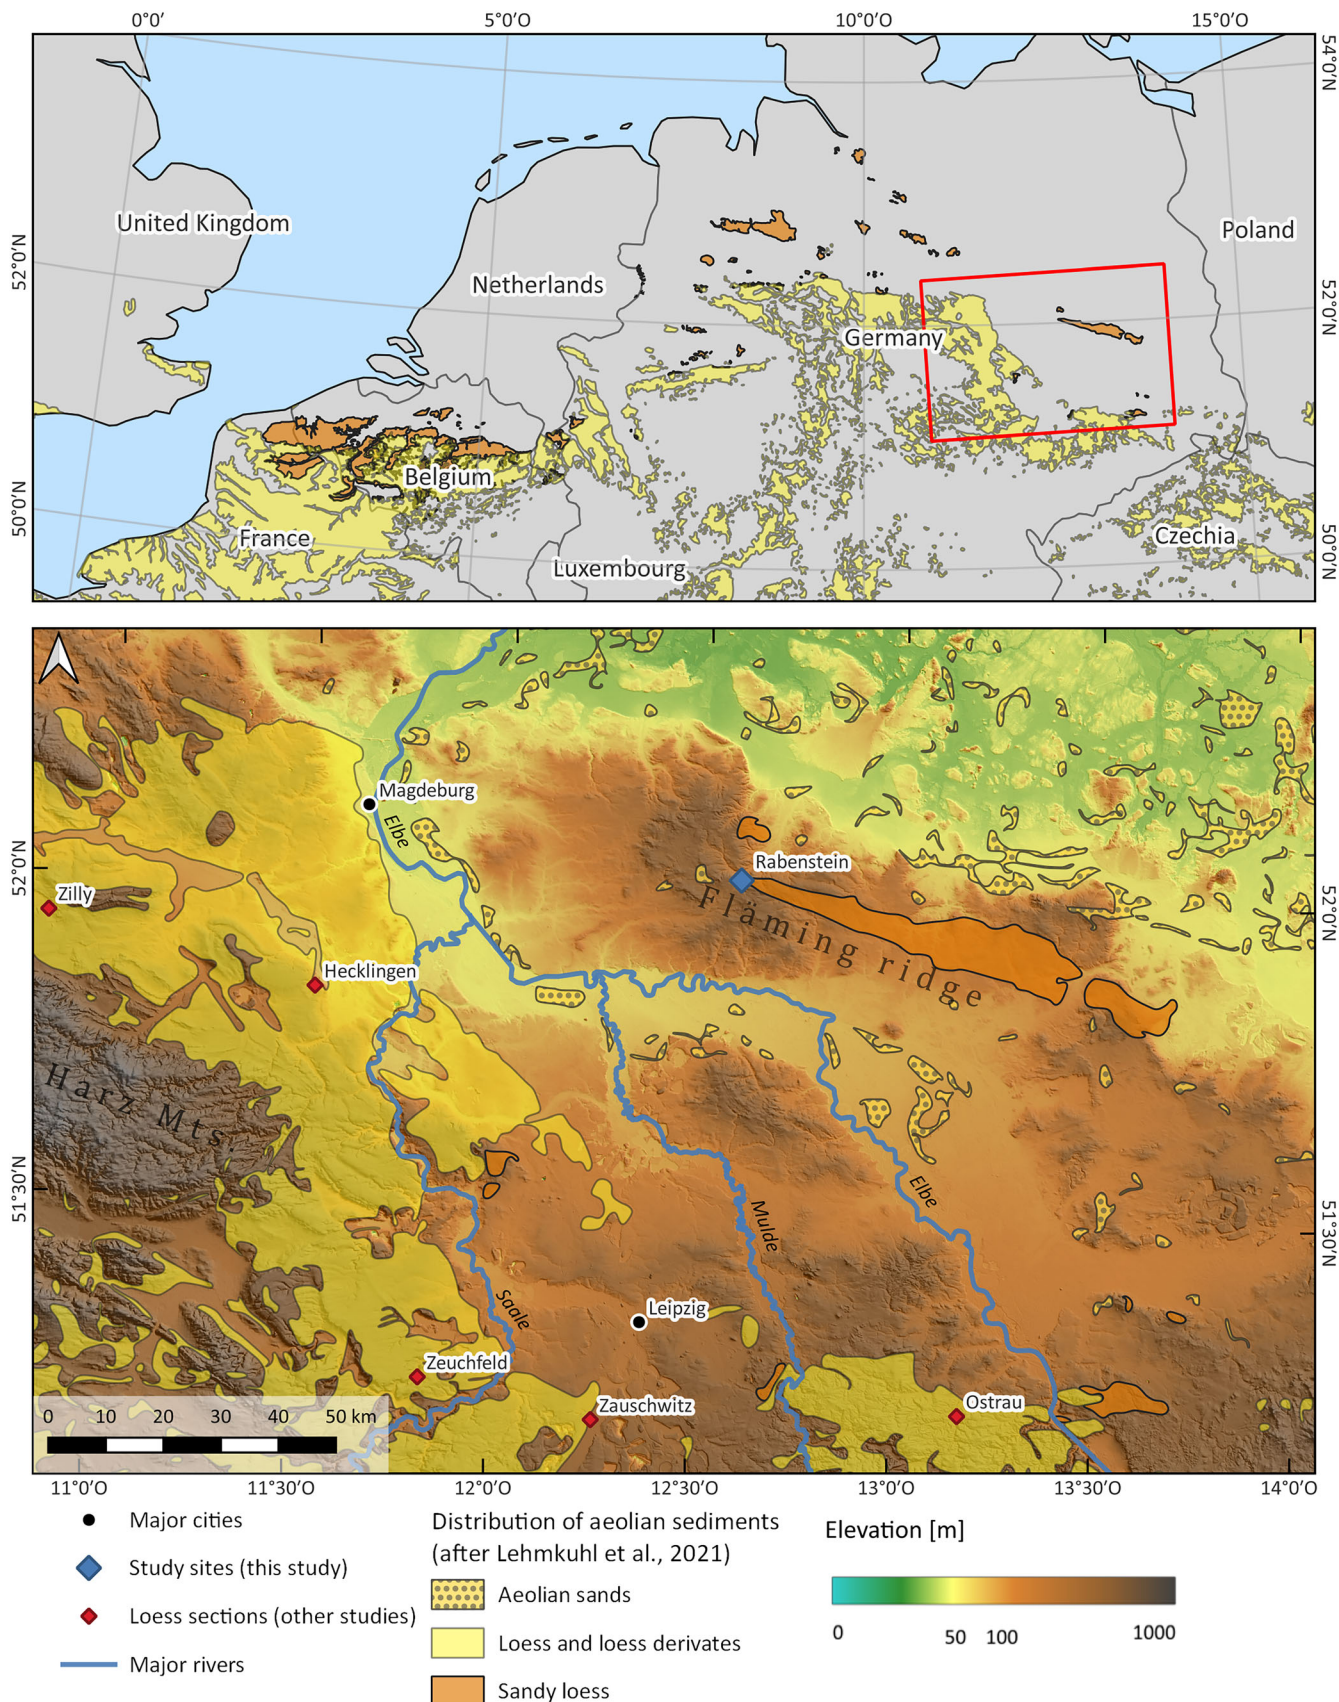 0°0′
5°0′O
10°0′O
15°0′O
54°0′N
52°0′N
52°0′N
50°0′N
50°0′N
United Kingdom
Netherlands
Poland
Germany
Belgium
France
Luxembourg
Czechia
Magdeburg
Elbe
Rabenstein
Fläming ridge
52°0′N
52°0′N
Zilly
Hecklingen
Harz Mts
51°30′N
51°30′N
Elbe
Mulde
Saale
Leipzig
Zeuchfeld
Zauschwitz
Ostrau
0 10 20 30 40 50 km
11°0′O
11°30′O
12°0′O
12°30′O
13°0′O
13°30′O
14°0′O
Major cities
Study sites (this study)
Loess sections (other studies)
Major rivers
Distribution of aeolian sediments
(after Lehmkuhl et al., 2021)
Aeolian sands
Loess and loess derivates
Sandy loess
Elevation [m]
0 50 100 1000